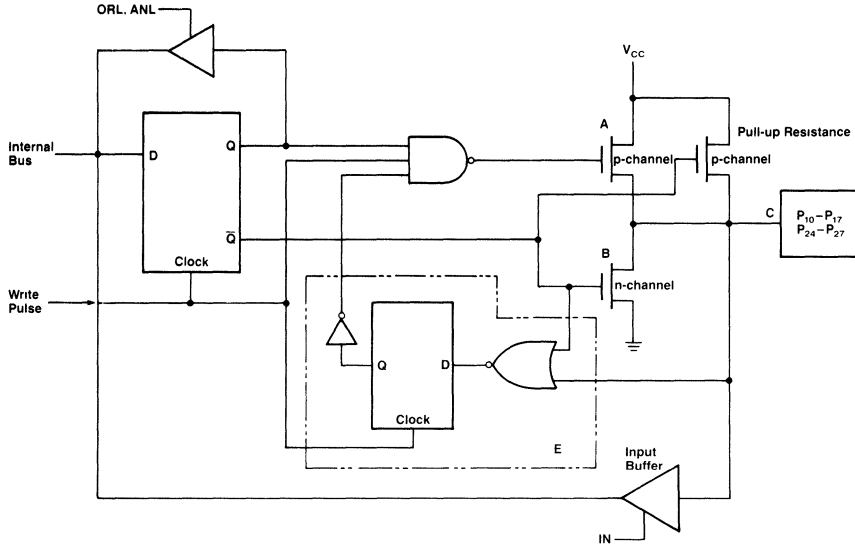 ORL. ANL
VCC
A
Pull-up Resistance
p-channel
p-channel
Internal
Bus
D
Q
Q̅
Clock
C
P10–P17
P24–P27
B
n-channel
Write
Pulse
Q
D
Clock
E
Input
Buffer
IN